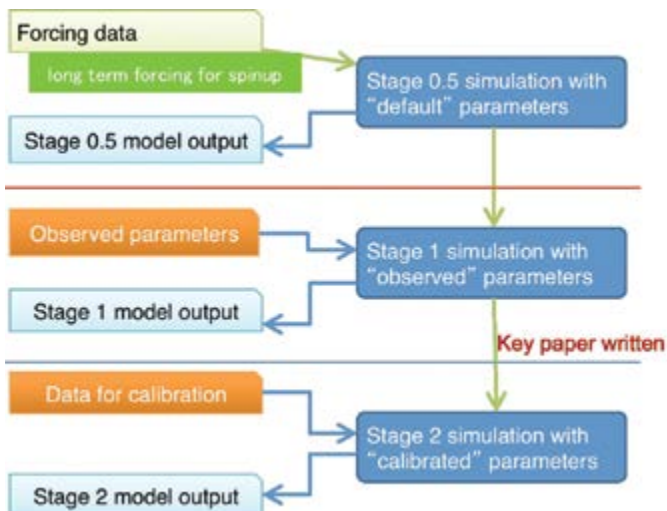 Forcing data
long term forcing for spinup
Stage 0.5 simulation with
“default” parameters
Stage 0.5 model output
Observed parameters
Stage 1 simulation with
“observed” parameters
Stage 1 model output
Key paper written
Data for calibration
Stage 2 simulation with
“calibrated” parameters
Stage 2 model output